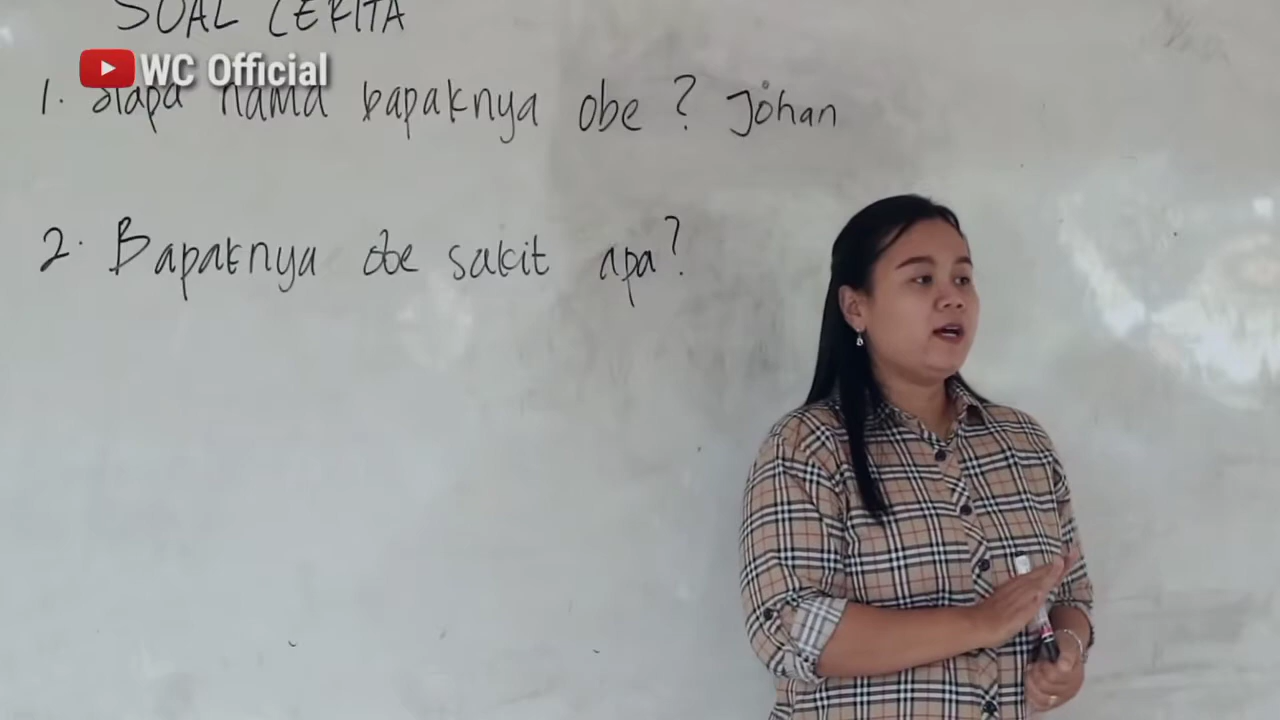 SOAL CERITA
WC Official
1. Siapa nama bapaknya obe ? Johan
2. Bapaknya obe sakit apa?